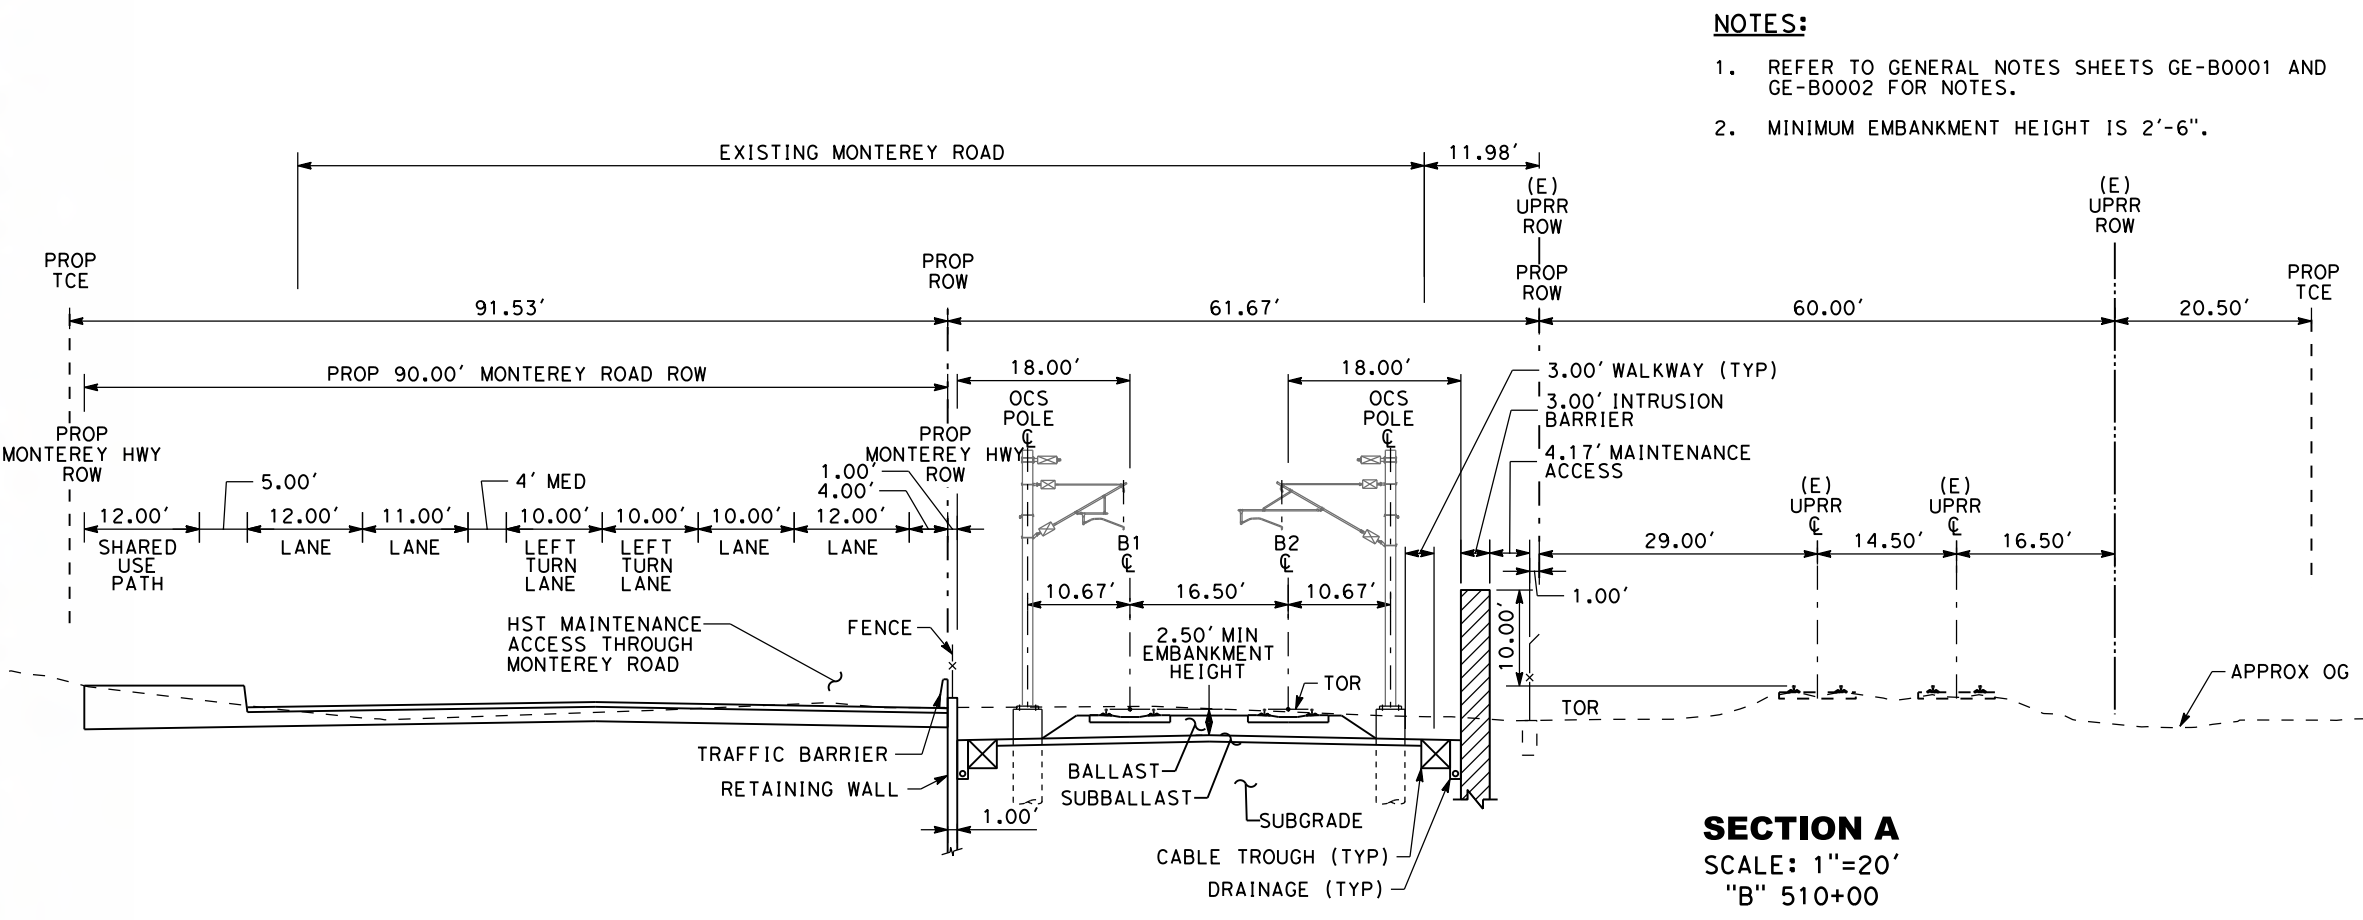 NOTES:
1. REFER TO GENERAL NOTES SHEETS GE-B0001 AND
GE-B0002 FOR NOTES.
2. MINIMUM EMBANKMENT HEIGHT IS 2'-6".
EXISTING MONTEREY ROAD
11.98'
(E)
UPRR
ROW
(E)
UPRR
ROW
PROP
TCE
PROP
ROW
PROP
ROW
PROP
TCE
91.53'
61.67'
60.00'
20.50'
PROP 90.00' MONTEREY ROAD ROW
18.00'
18.00'
3.00' WALKWAY (TYP)
3.00' INTRUSION
BARRIER
4.17' MAINTENANCE
ACCESS
OCS
POLE
℄
OCS
POLE
℄
PROP
MONTEREY HWY
ROW
PROP
MONTEREY HWY
ROW
5.00'
4' MED
1.00'
4.00'
12.00'
SHARED
USE
PATH
12.00'
LANE
11.00'
LANE
10.00'
LEFT
TURN
LANE
10.00'
LEFT
TURN
LANE
10.00'
LANE
12.00'
LANE
B1
℄
B2
℄
(E)
UPRR
℄
(E)
UPRR
℄
29.00'
14.50'
16.50'
10.67'
16.50'
10.67'
1.00'
10.00'
HST MAINTENANCE
ACCESS THROUGH
MONTEREY ROAD
FENCE
2.50' MIN
EMBANKMENT
HEIGHT
TOR
TOR
APPROX OG
TRAFFIC BARRIER
RETAINING WALL
BALLAST
SUBBALLAST
1.00'
SUBGRADE
CABLE TROUGH (TYP)
DRAINAGE (TYP)
SECTION A
SCALE: 1"=20'
"B" 510+00